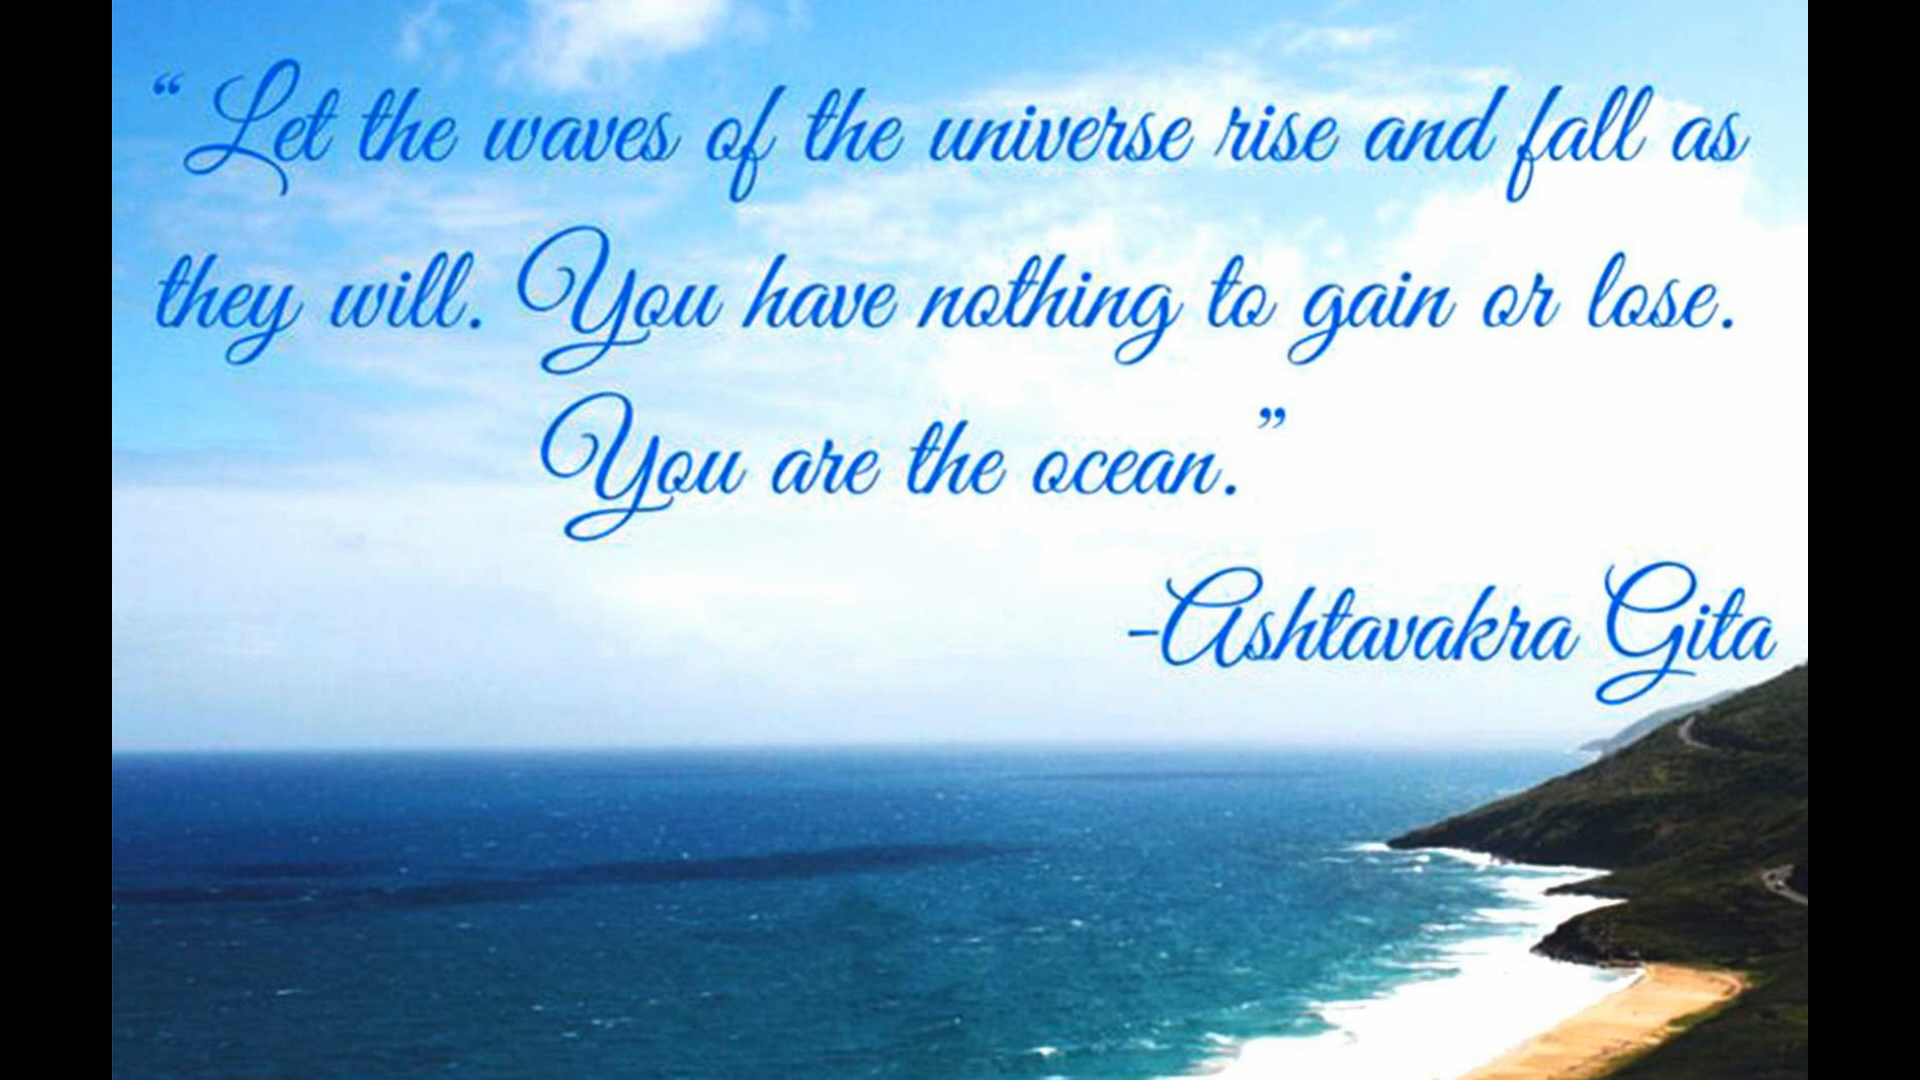 “ Let the waves of the universe rise and fall as
they will. You have nothing to gain or lose.
You are the ocean.”
-Ashtavakra Gita